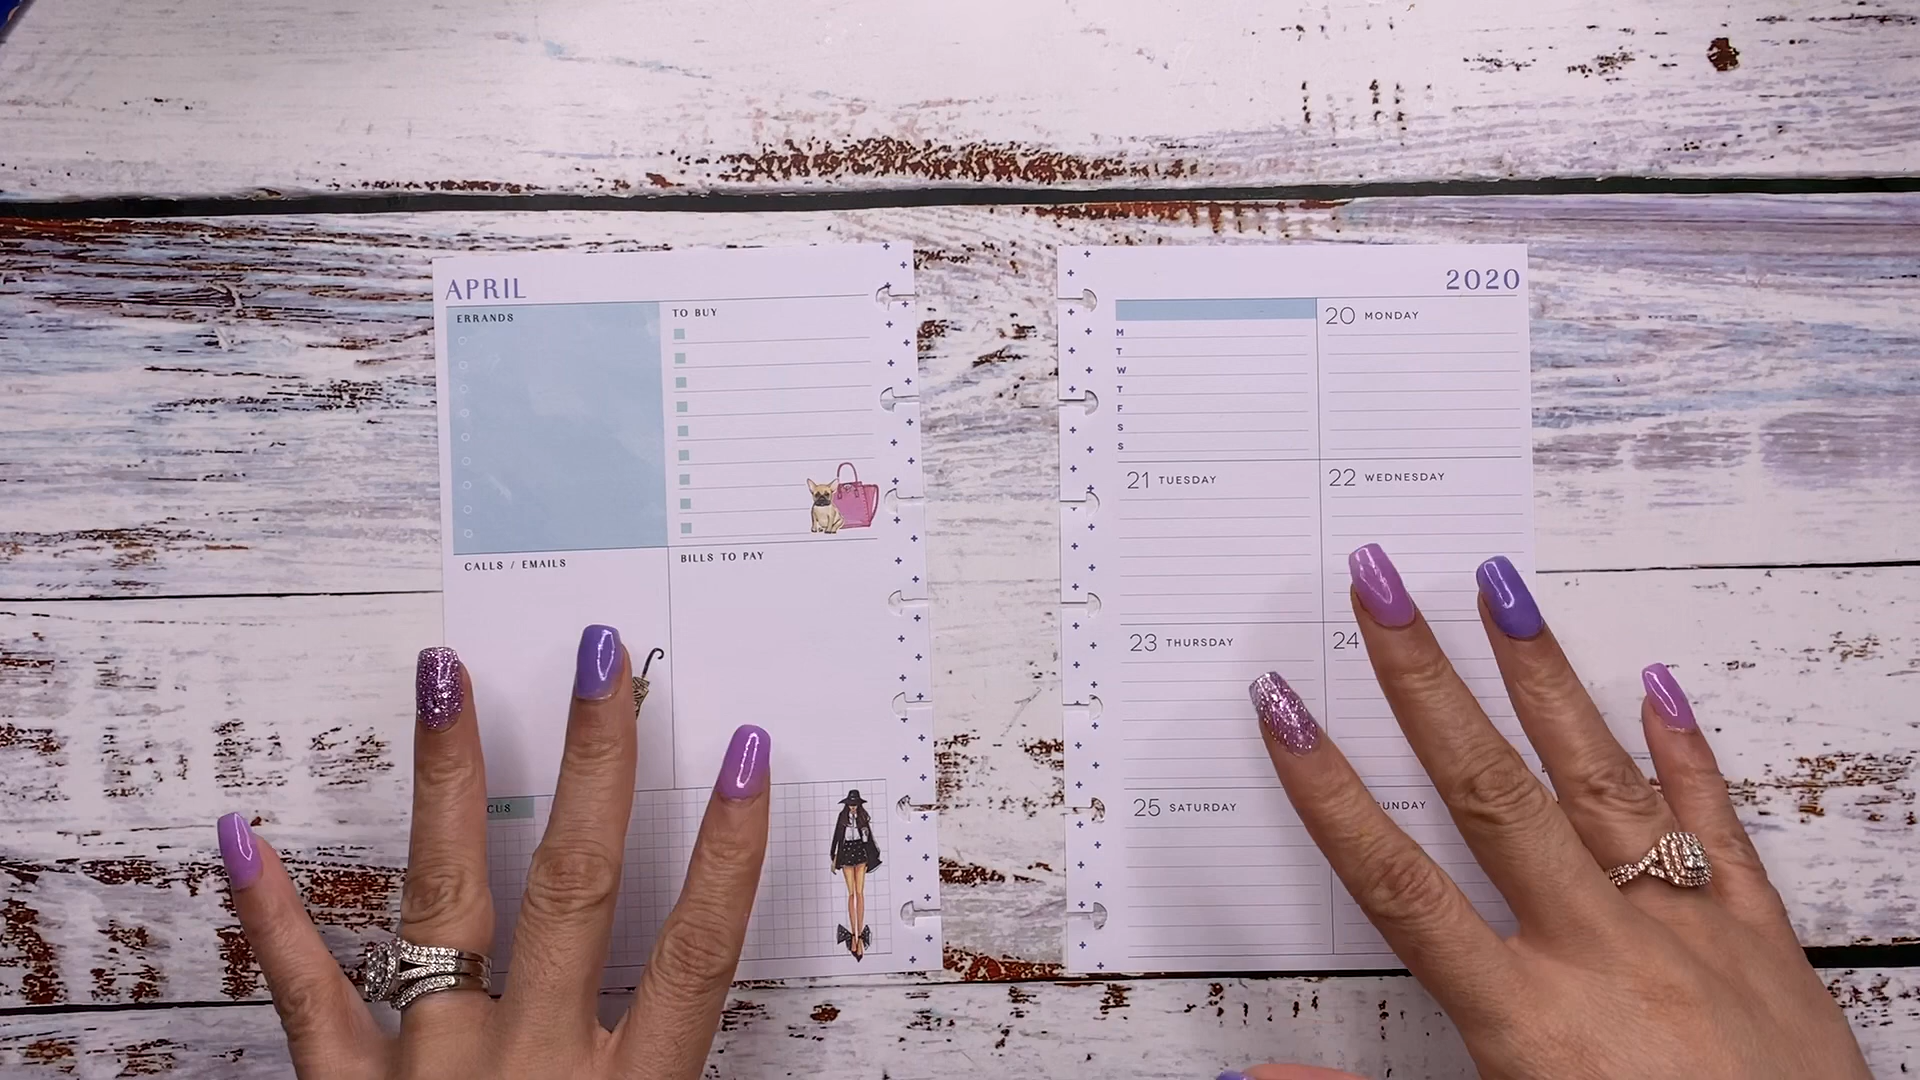 APRIL
ERRANDS
TO BUY
CALLS / EMAILS
BILLS TO PAY
2020
M
T
W
T
F
S
S
20 MONDAY
21 TUESDAY
22 WEDNESDAY
23 THURSDAY
24
25 SATURDAY